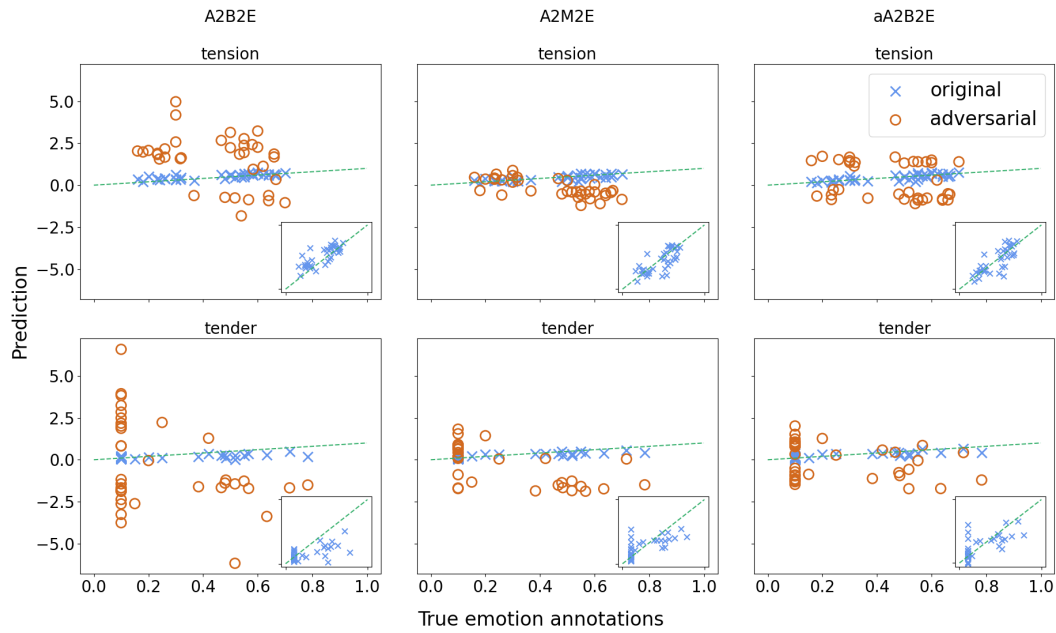 A2B2E A2M2E aA2B2E
tension tension tension
original
adversarial
5.0
2.5
0.0
−2.5
−5.0
Prediction
tender tender tender
5.0
2.5
0.0
−2.5
−5.0
0.0 0.2 0.4 0.6 0.8 1.0 0.0 0.2 0.4 0.6 0.8 1.0 0.0 0.2 0.4 0.6 0.8 1.0
True emotion annotations